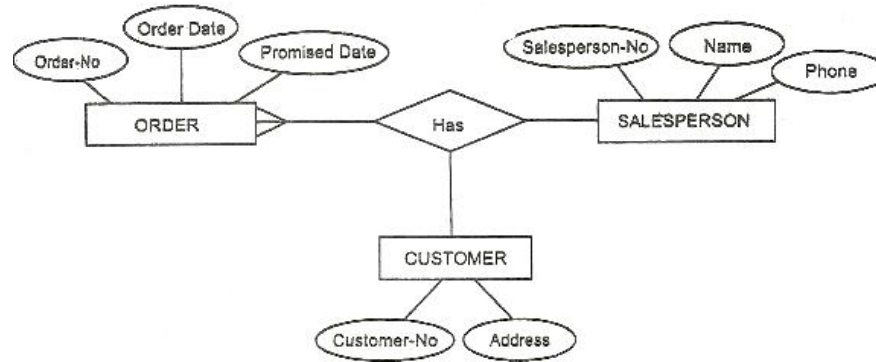 Order Date
Order-No
Promised Date
ORDER
Has
Salesperson-No
Name
Phone
SALESPERSON
CUSTOMER
Customer-No
Address